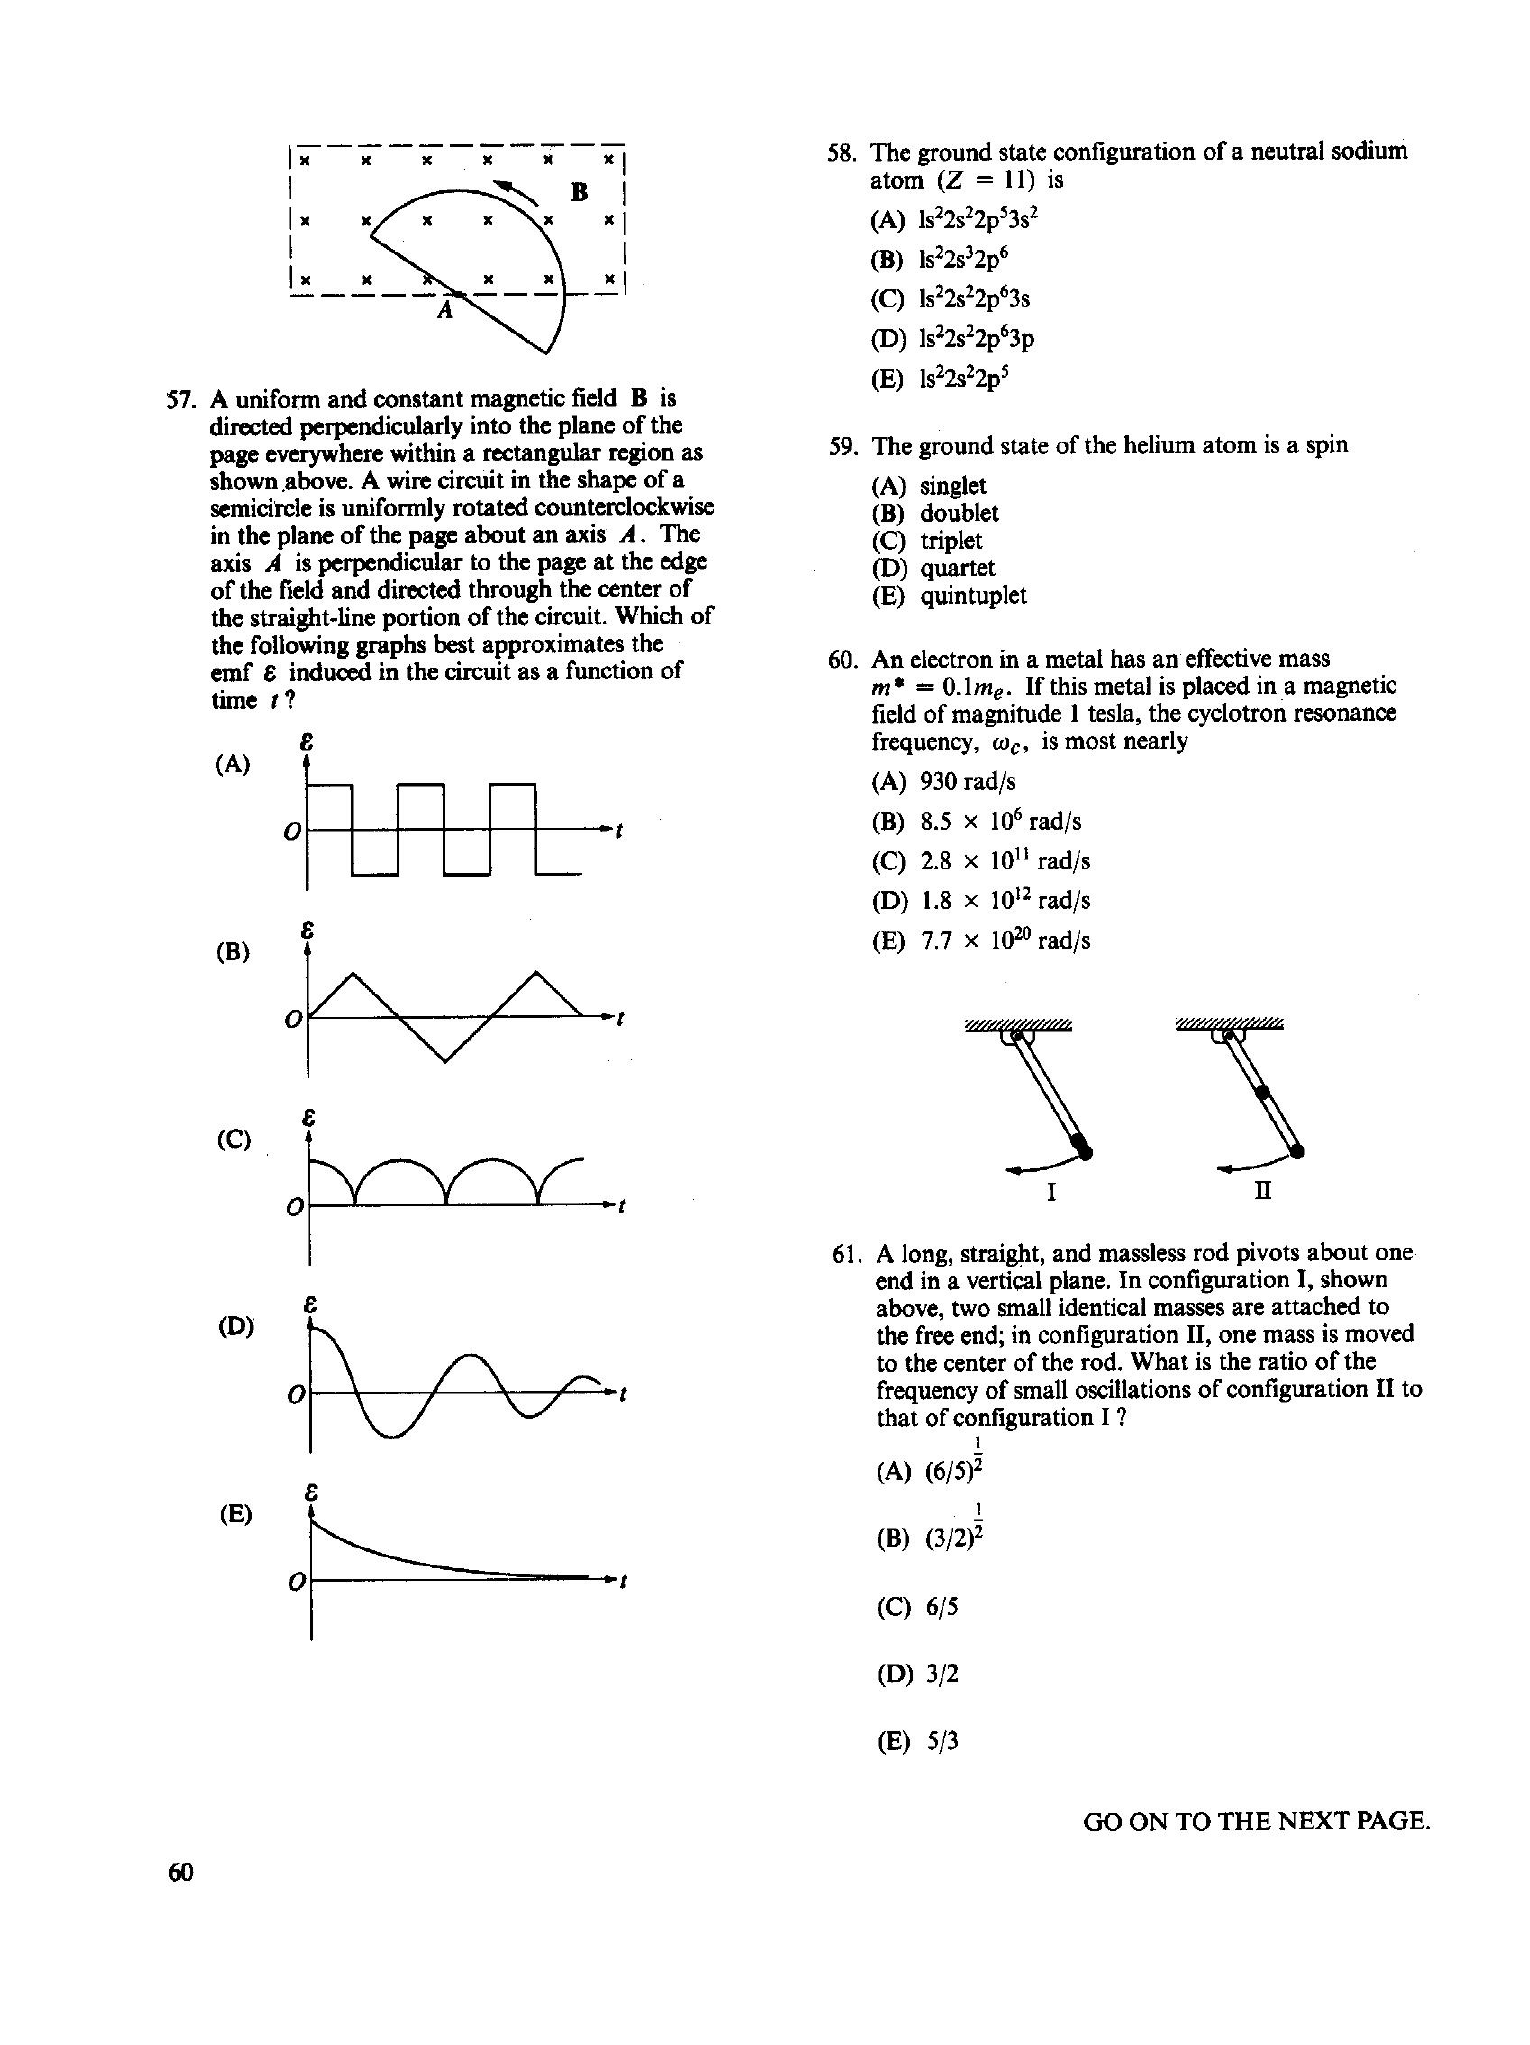 B
A
57. A uniform and constant magnetic field B is
directed perpendicularly into the plane of the
page everywhere within a rectangular region as
shown above. A wire circuit in the shape of a
semicircle is uniformly rotated counterclockwise
in the plane of the page about an axis A. The
axis A is perpendicular to the page at the edge
of the field and directed through the center of
the straight-line portion of the circuit. Which of
the following graphs best approximates the
emf ℰ induced in the circuit as a function of
time t?
(A) ℰ
O t
(B) ℰ
O t
(C) ℰ
O t
(D) ℰ
O t
(E) ℰ
O t
58. The ground state configuration of a neutral sodium
atom (Z = 11) is
(A) 1s²2s²2p⁵3s²
(B) 1s²2s³2p⁶
(C) 1s²2s²2p⁶3s
(D) 1s²2s²2p⁶3p
(E) 1s²2s²2p⁵
59. The ground state of the helium atom is a spin
(A) singlet
(B) doublet
(C) triplet
(D) quartet
(E) quintuplet
60. An electron in a metal has an effective mass
m* = 0.1mₑ. If this metal is placed in a magnetic
field of magnitude 1 tesla, the cyclotron resonance
frequency, ω_c, is most nearly
(A) 930 rad/s
(B) 8.5 × 10⁶ rad/s
(C) 2.8 × 10¹¹ rad/s
(D) 1.8 × 10¹² rad/s
(E) 7.7 × 10²⁰ rad/s
I II
61. A long, straight, and massless rod pivots about one
end in a vertical plane. In configuration I, shown
above, two small identical masses are attached to
the free end; in configuration II, one mass is moved
to the center of the rod. What is the ratio of the
frequency of small oscillations of configuration II to
that of configuration I?
(A) (6/5)^½
(B) (3/2)^½
(C) 6/5
(D) 3/2
(E) 5/3
GO ON TO THE NEXT PAGE.
60